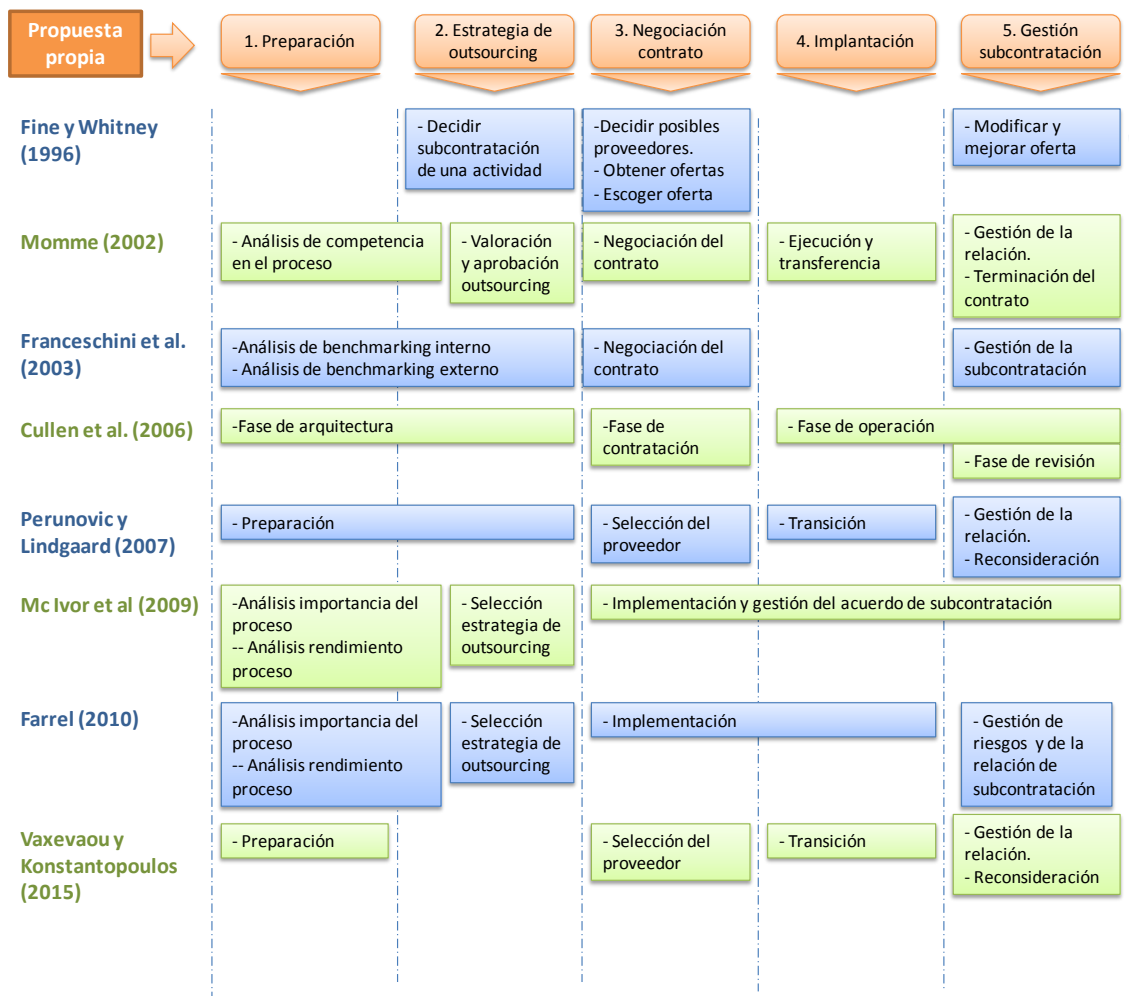 Propuesta
propia
1. Preparación
2. Estrategia de
outsourcing
3. Negociación
contrato
4. Implantación
5. Gestión
subcontratación
Fine y Whitney
(1996)
- Decidir
subcontratación
de una actividad
-Decidir posibles
proveedores.
- Obtener ofertas
- Escoger oferta
- Modificar y
mejorar oferta
Momme (2002)
- Análisis de competencia
en el proceso
- Valoración
y aprobación
outsourcing
- Negociación del
contrato
- Ejecución y
transferencia
- Gestión de la
relación.
- Terminación del
contrato
Franceschini et al.
(2003)
-Análisis de benchmarking interno
- Análisis de benchmarking externo
- Negociación del
contrato
- Gestión de la
subcontratación
Cullen et al. (2006)
-Fase de arquitectura
-Fase de
contratación
- Fase de operación
- Fase de revisión
Perunovic y
Lindgaard (2007)
- Preparación
- Selección del
proveedor
- Transición
- Gestión de la
relación.
- Reconsideración
Mc Ivor et al (2009)
-Análisis importancia del
proceso
-- Análisis rendimiento
proceso
- Selección
estrategia de
outsourcing
- Implementación y gestión del acuerdo de subcontratación
Farrel (2010)
-Análisis importancia del
proceso
-- Análisis rendimiento
proceso
- Selección
estrategia de
outsourcing
- Implementación
- Gestión de
riesgos y de la
relación de
subcontratación
Vaxevaou y
Konstantopoulos
(2015)
- Preparación
- Selección del
proveedor
- Transición
- Gestión de la
relación.
- Reconsideración